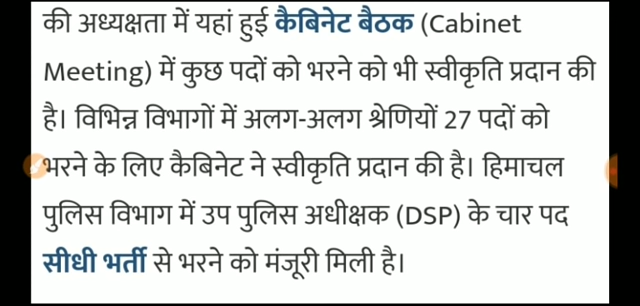 की अध्यक्षता में यहां हुई कैबिनेट बैठक (Cabinet
Meeting) में कुछ पदों को भरने को भी स्वीकृति प्रदान की
है। विभिन्न विभागों में अलग-अलग श्रेणियों 27 पदों को
भरने के लिए कैबिनेट ने स्वीकृति प्रदान की है। हिमाचल
पुलिस विभाग में उप पुलिस अधीक्षक (DSP) के चार पद
सीधी भर्ती से भरने को मंजूरी मिली है।